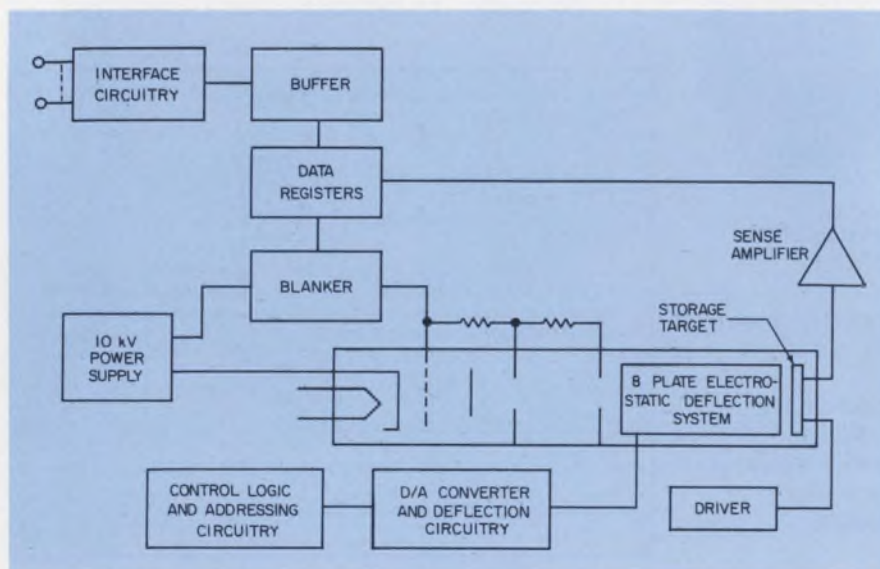 INTERFACE
CIRCUITRY
BUFFER
DATA
REGISTERS
SENSE
AMPLIFIER
BLANKER
STORAGE
TARGET
10 kV
POWER
SUPPLY
8 PLATE ELECTRO-
STATIC DEFLECTION
SYSTEM
CONTROL LOGIC
AND ADDRESSING
CIRCUITRY
D/A CONVERTER
AND DEFLECTION
CIRCUITRY
DRIVER